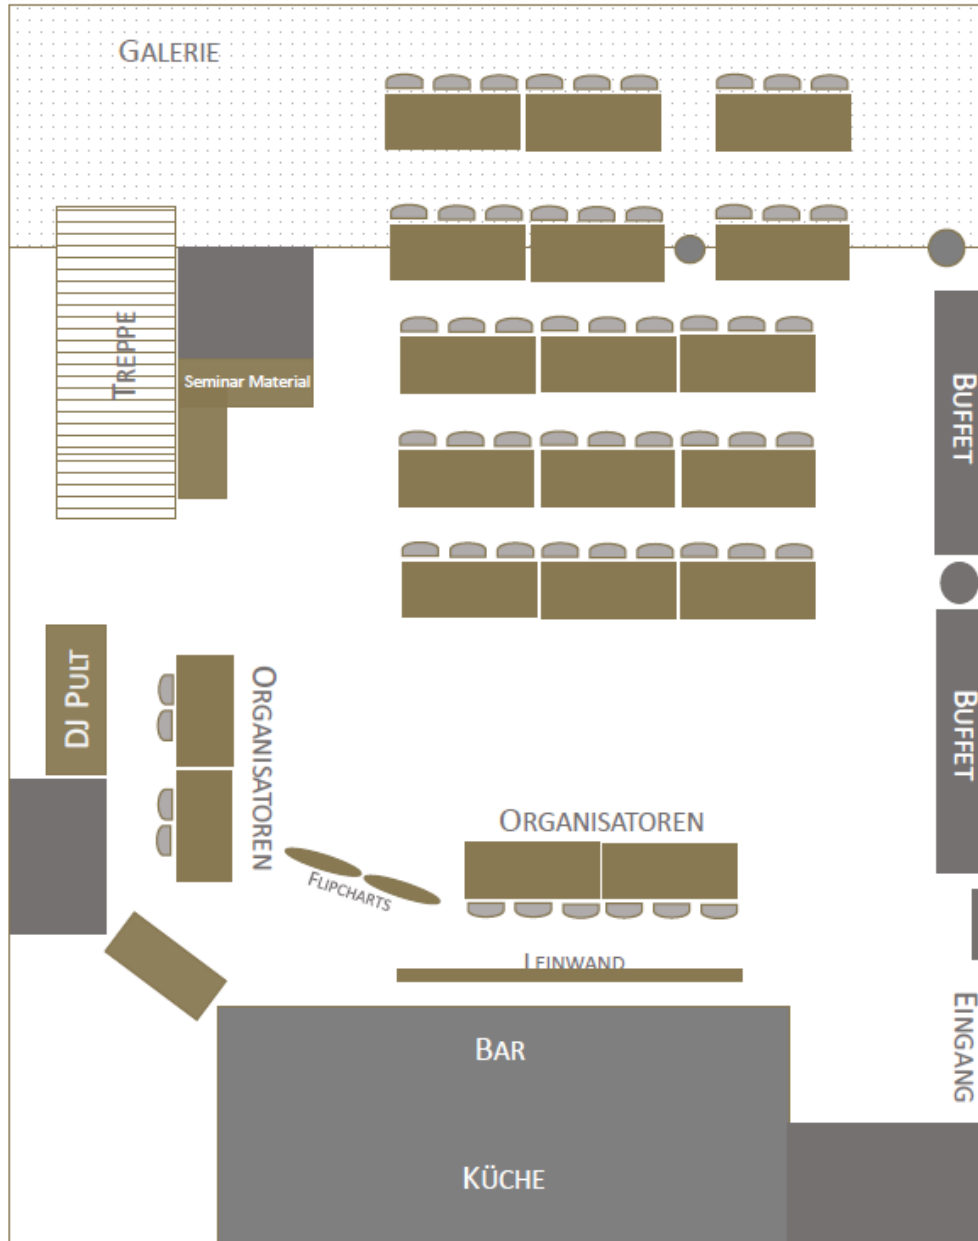 GALERIE
TREPPE
Seminar Material
BUFFET
DJ PULT
ORGANISATOREN
BUFFET
ORGANISATOREN
FLIPCHARTS
LEINWAND
EINGANG
BAR
KÜCHE